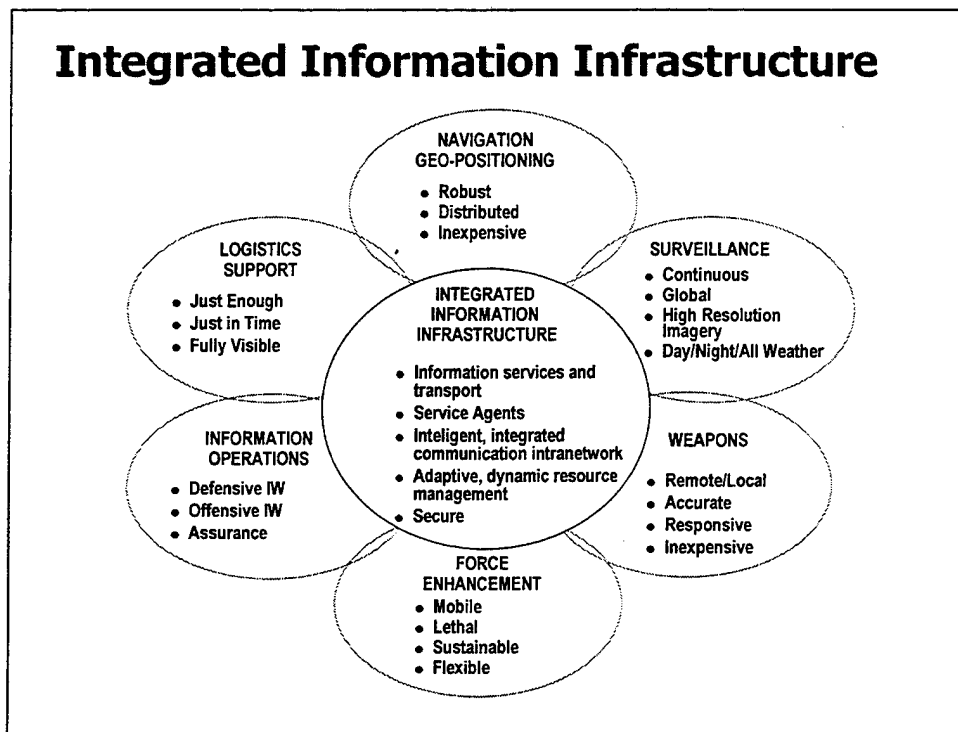 Integrated Information Infrastructure
NAVIGATION
GEO-POSITIONING
● Robust
● Distributed
● Inexpensive
LOGISTICS
SUPPORT
● Just Enough
● Just in Time
● Fully Visible
SURVEILLANCE
● Continuous
● Global
● High Resolution
Imagery
● Day/Night/All Weather
INTEGRATED
INFORMATION
INFRASTRUCTURE
● Information services and
transport
● Service Agents
● Inteligent, integrated
communication intranetwork
● Adaptive, dynamic resource
management
● Secure
INFORMATION
OPERATIONS
● Defensive IW
● Offensive IW
● Assurance
WEAPONS
● Remote/Local
● Accurate
● Responsive
● Inexpensive
FORCE
ENHANCEMENT
● Mobile
● Lethal
● Sustainable
● Flexible